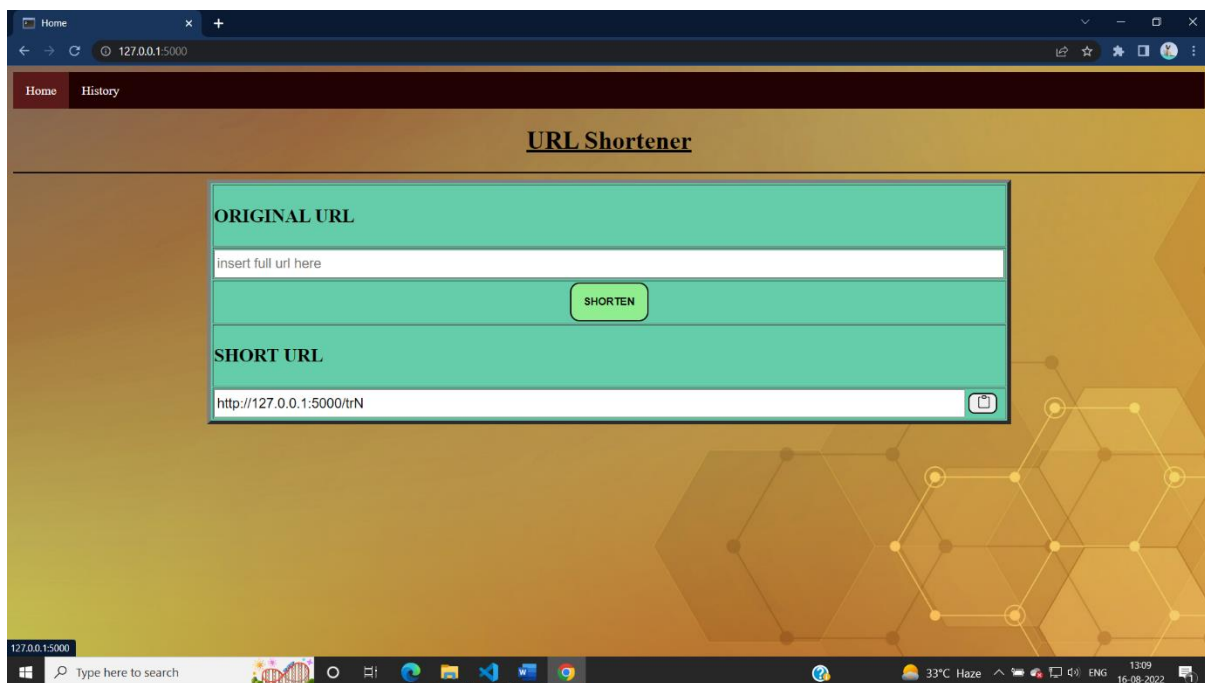 Home
127.0.0.1:5000
Home History
URL Shortener
ORIGINAL URL
insert full url here
SHORTEN
SHORT URL
http://127.0.0.1:5000/trN
127.0.0.1:5000
Type here to search
33°C Haze ENG 13:09
16-08-2022